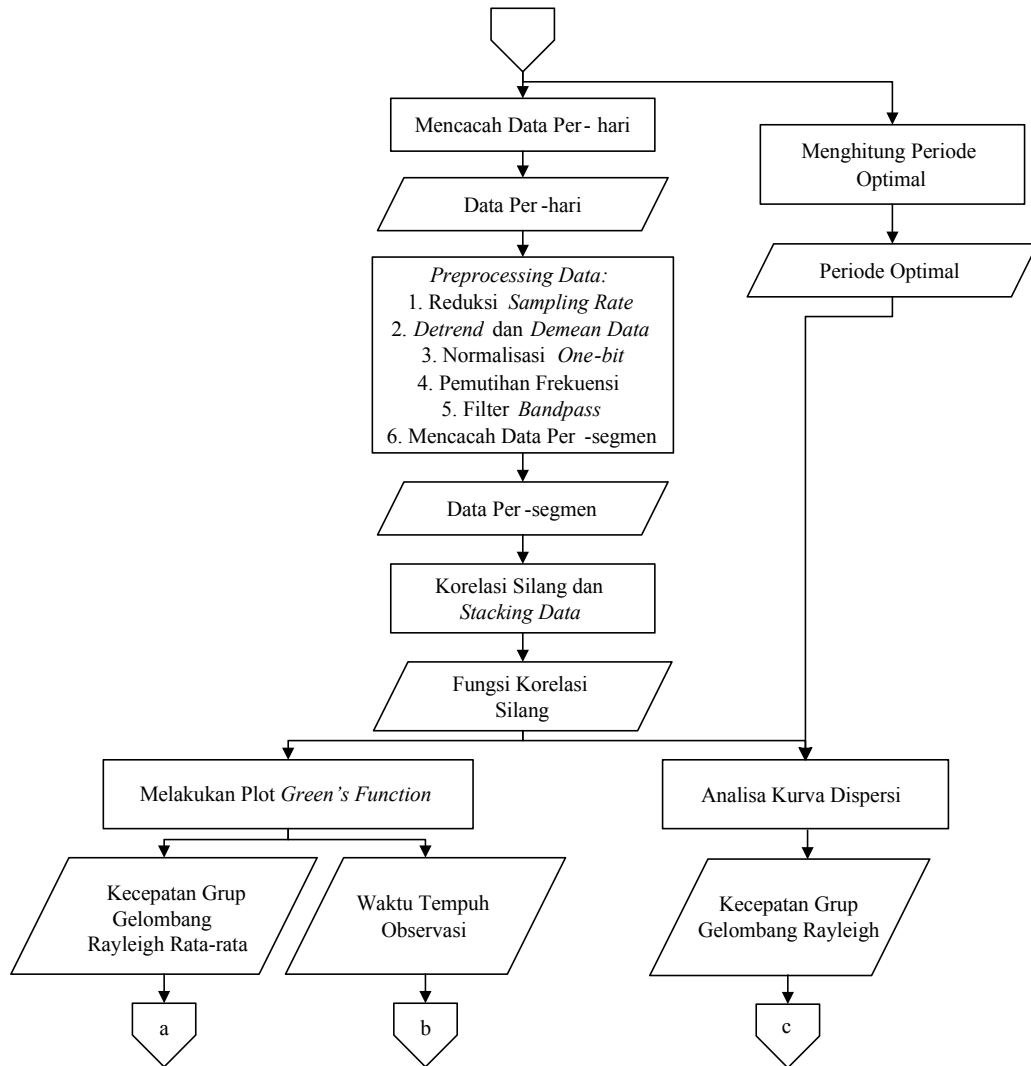 Mencacah Data Per- hari
Menghitung Periode
Optimal
Data Per -hari
Periode Optimal
Preprocessing Data:
1. Reduksi Sampling Rate
2. Detrend dan Demean Data
3. Normalisasi One-bit
4. Pemutihan Frekuensi
5. Filter Bandpass
6. Mencacah Data Per -segmen
Data Per -segmen
Korelasi Silang dan
Stacking Data
Fungsi Korelasi
Silang
Melakukan Plot Green's Function
Analisa Kurva Dispersi
Kecepatan Grup
Gelombang
Rayleigh Rata-rata
Waktu Tempuh
Observasi
Kecepatan Grup
Gelombang Rayleigh
a
b
c